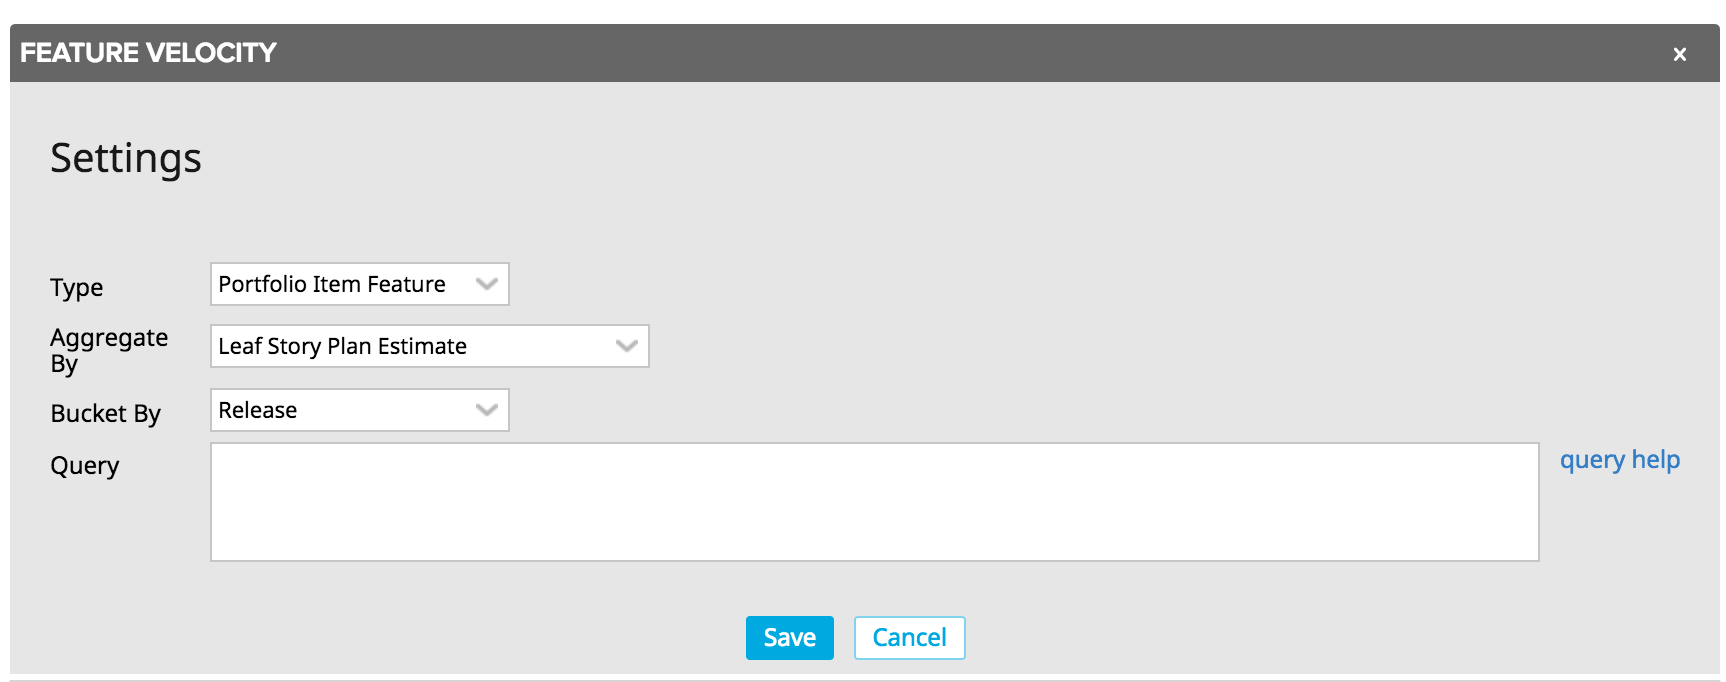 FEATURE VELOCITY x
Settings
Type Portfolio Item Feature
Aggregate By Leaf Story Plan Estimate
Bucket By Release
Query query help
Save Cancel